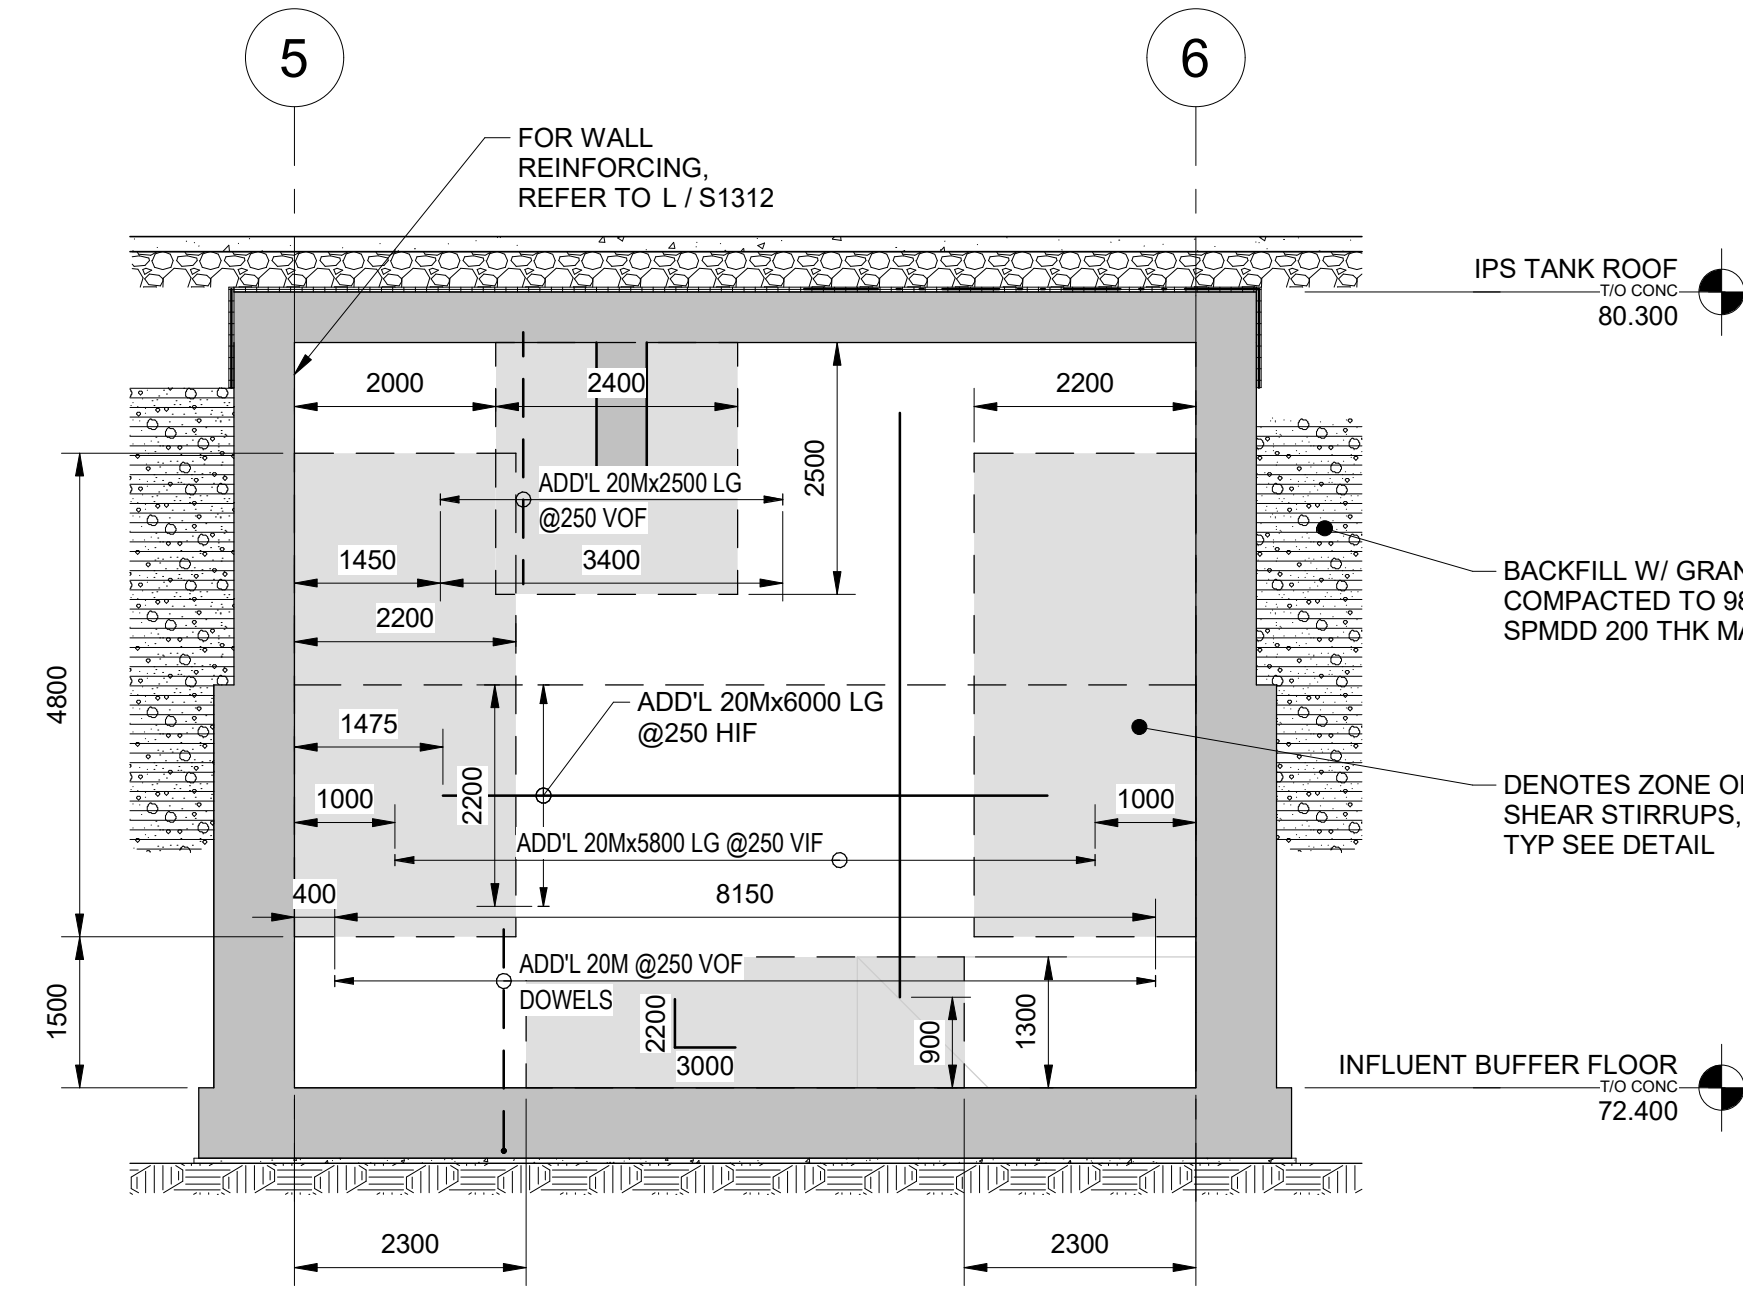 5
6
FOR WALL
REINFORCING,
REFER TO L / S1312
IPS TANK ROOF
T/O CONC
80.300
2000
2400
2200
2500
ADD'L 20Mx2500 LG
@250 VOF
1450
3400
2200
BACKFILL W/ GRAN
COMPACTED TO 98
SPMDD 200 THK MA
4800
ADD'L 20Mx6000 LG
@250 HIF
1475
2200
1000
1000
DENOTES ZONE O
SHEAR STIRRUPS,
TYP SEE DETAIL
ADD'L 20Mx5800 LG @250 VIF
400
8150
ADD'L 20M @250 VOF
DOWELS
1500
2200
3000
900
1300
INFLUENT BUFFER FLOOR
T/O CONC
72.400
2300
2300